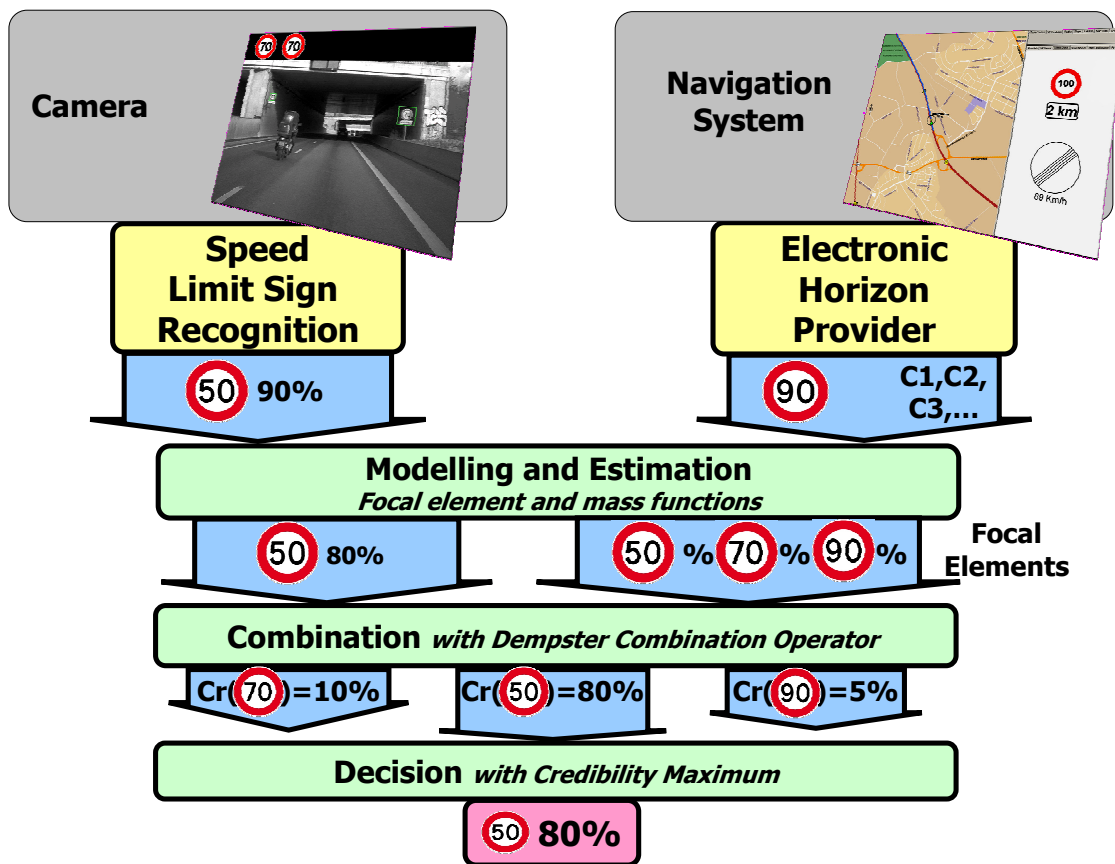 70 70
Camera
Navigation
System
100
2 km
69 Km/h
Speed
Limit Sign
Recognition
Electronic
Horizon
Provider
50 90%
90 C1,C2,
C3,...
Modelling and Estimation
Focal element and mass functions
50 80%
50 % 70 % 90 %
Focal
Elements
Combination with Dempster Combination Operator
Cr(70)=10% Cr(50)=80% Cr(90)=5%
Decision with Credibility Maximum
50 80%